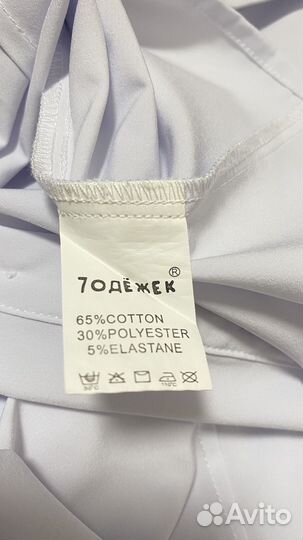 7ОДЁЖЕК®
65%COTTON
30%POLYESTER
5%ELASTANE
Avito